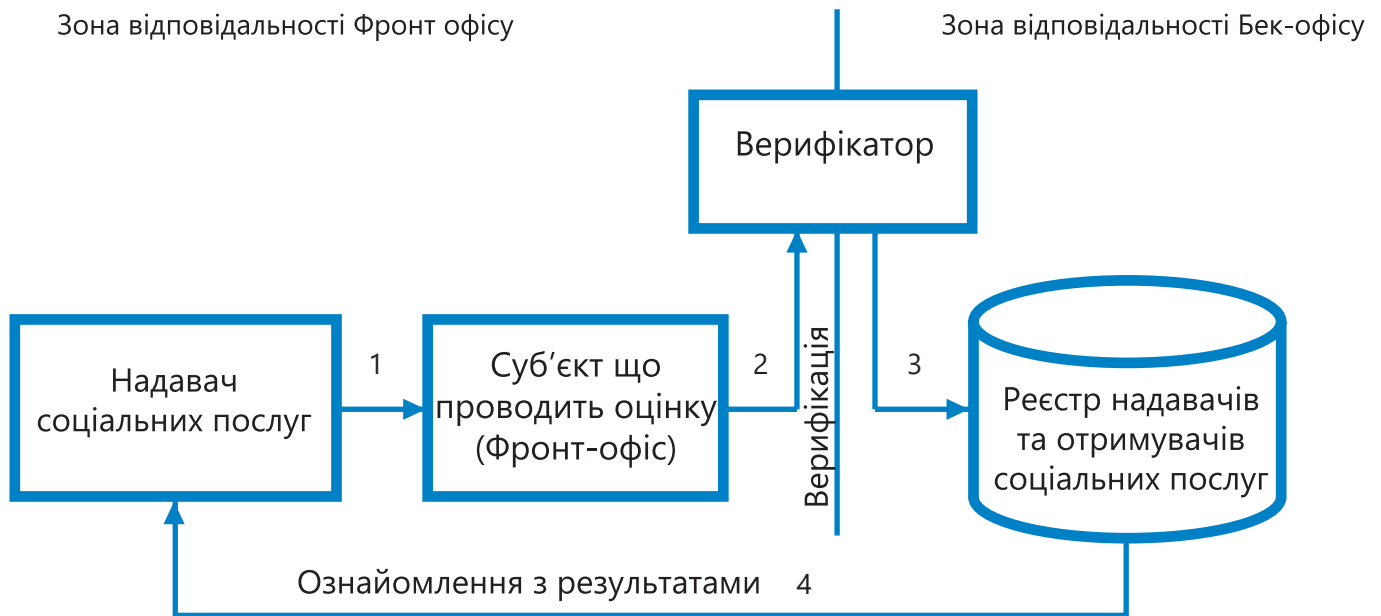 Зона відповідальності Фронт офісу
Зона відповідальності Бек-офісу
Верифікатор
Надавач
соціальних послуг
1
Суб’єкт що
проводить оцінку
(Фронт-офіс)
2
Верифікація
3
Реєстр надавачів
та отримувачів
соціальних послуг
Ознайомлення з результатами 4